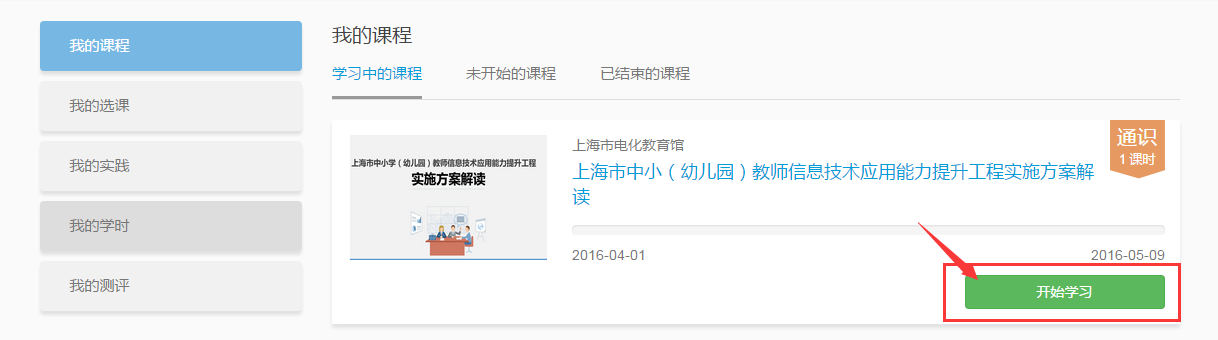 我的课程
我的选课
我的实践
我的学时
我的测评
我的课程
学习中的课程
未开始的课程
已结束的课程
上海市中小学（幼儿园）教师信息技术应用能力提升工程
实施方案解读
上海市电化教育馆
上海市中小（幼儿园）教师信息技术应用能力提升工程实施方案解
读
通识
1 课时
2016-04-01
2016-05-09
开始学习